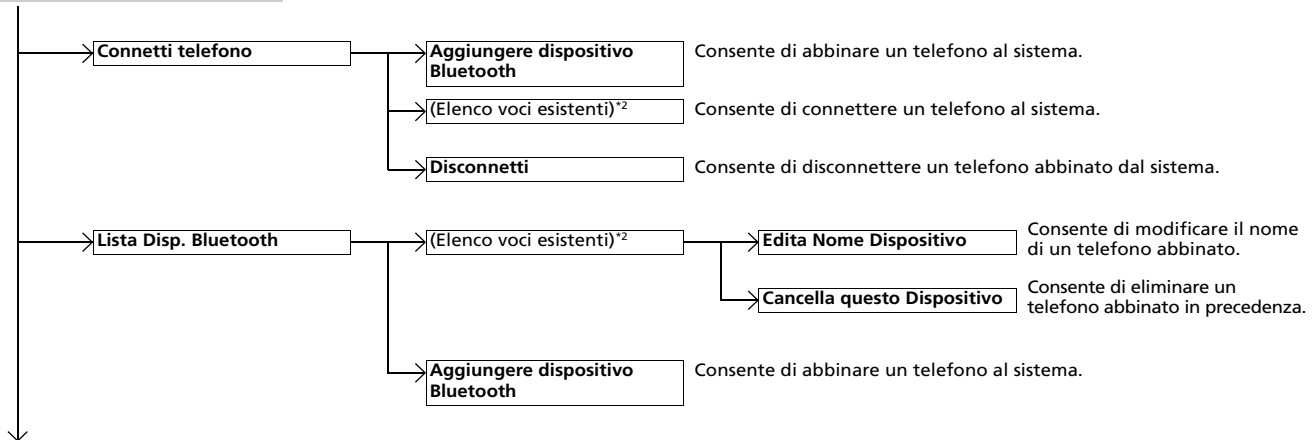 Connetti telefono
Aggiungere dispositivo
Bluetooth
Consente di abbinare un telefono al sistema.
(Elenco voci esistenti)*2
Consente di connettere un telefono al sistema.
Disconnetti
Consente di disconnettere un telefono abbinato dal sistema.
Lista Disp. Bluetooth
(Elenco voci esistenti)*2
Edita Nome Dispositivo
Consente di modificare il nome
di un telefono abbinato.
Cancella questo Dispositivo
Consente di eliminare un
telefono abbinato in precedenza.
Aggiungere dispositivo
Bluetooth
Consente di abbinare un telefono al sistema.